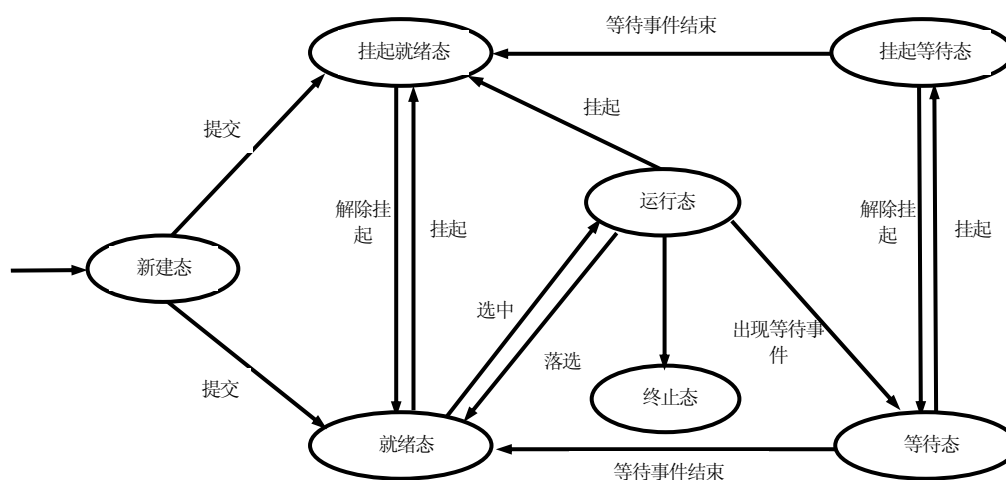 等待事件结束
挂起就绪态
挂起等待态
挂起
提交
解除挂
起
挂起
运行态
解除挂
起
挂起
新建态
选中
出现等待事
件
落选
提交
终止态
就绪态
等待态
等待事件结束